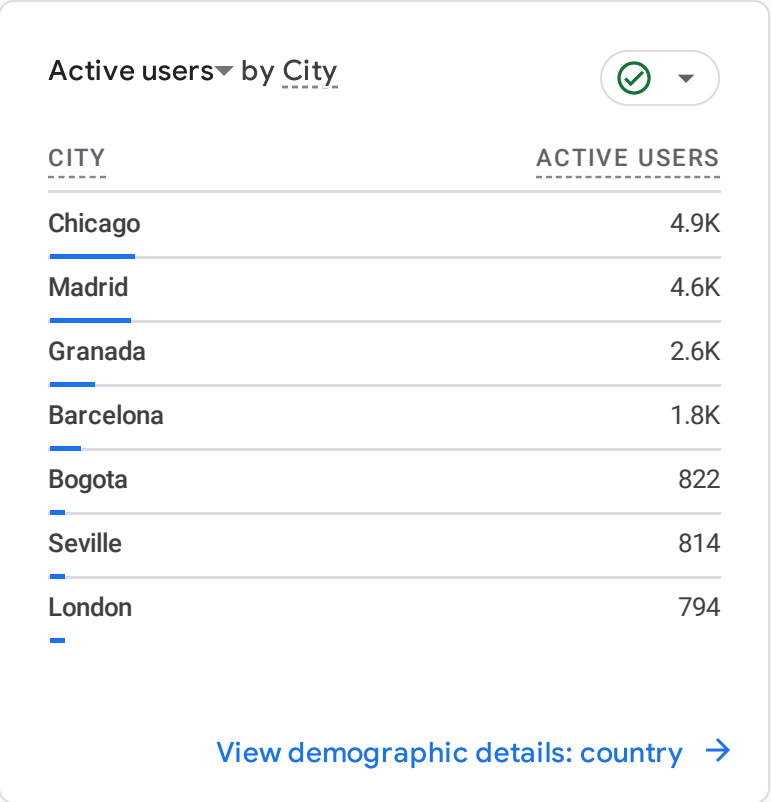 Active users by City
CITY ACTIVE USERS
Chicago 4.9K
Madrid 4.6K
Granada 2.6K
Barcelona 1.8K
Bogota 822
Seville 814
London 794
View demographic details: country